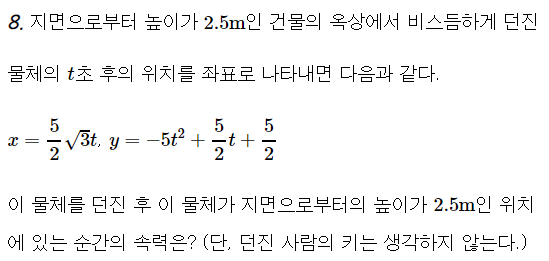 8. 지면으로부터 높이가 2.5m인 건물의 옥상에서 비스듬하게 던진
물체의 t초 후의 위치를 좌표로 나타내면 다음과 같다.
x = \frac{5}{2}\sqrt{3}t, y = -5t^2 + \frac{5}{2}t + \frac{5}{2}
이 물체를 던진 후 이 물체가 지면으로부터의 높이가 2.5m인 위치
에 있는 순간의 속력은? (단, 던진 사람의 키는 생각하지 않는다.)